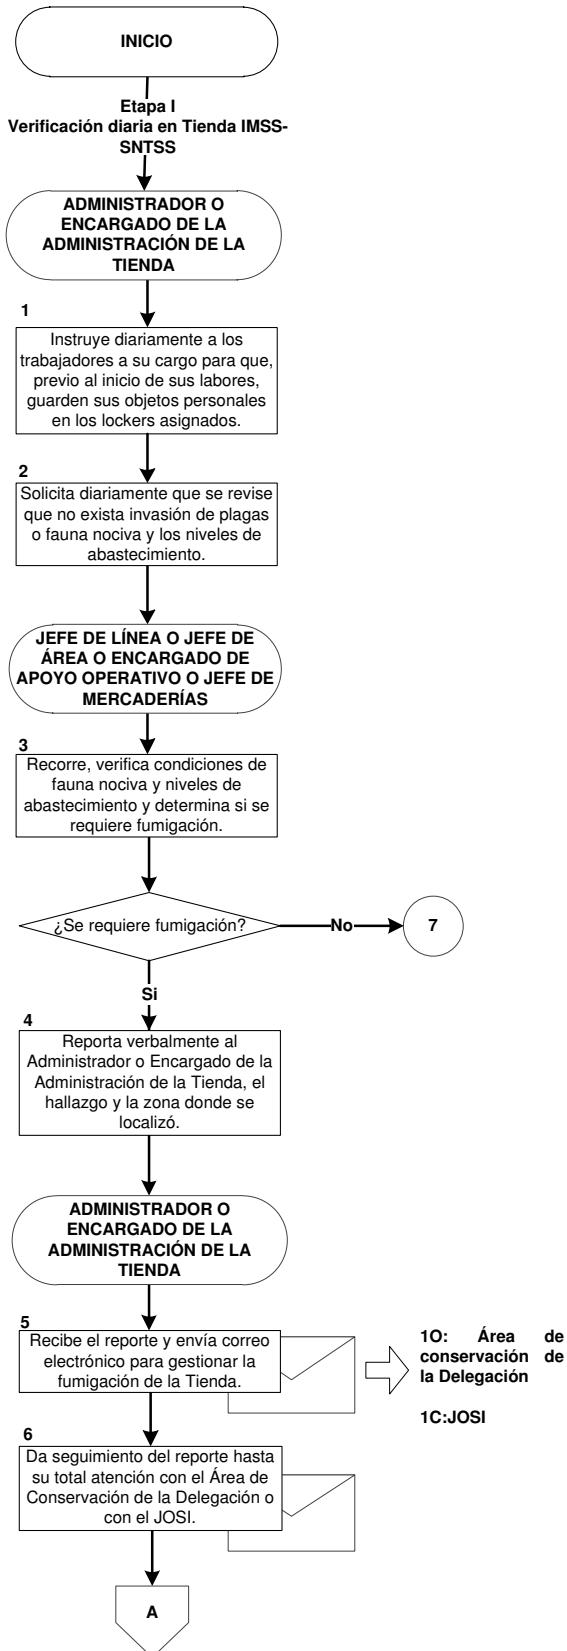 INICIO
Etapa I
Verificación diaria en Tienda IMSS-
SNTSS
ADMINISTRADOR O
ENCARGADO DE LA
ADMINISTRACIÓN DE LA
TIENDA
1
Instruye diariamente a los
trabajadores a su cargo para que,
previo al inicio de sus labores,
guarden sus objetos personales
en los lockers asignados.
2
Solicita diariamente que se revise
que no exista invasión de plagas
o fauna nociva y los niveles de
abastecimiento.
JEFE DE LÍNEA O JEFE DE
ÁREA O ENCARGADO DE
APOYO OPERATIVO O JEFE DE
MERCADERÍAS
3
Recorre, verifica condiciones de
fauna nociva y niveles de
abastecimiento y determina si se
requiere fumigación.
¿Se requiere fumigación?
No
7
Si
4
Reporta verbalmente al
Administrador o Encargado de la
Administración de la Tienda, el
hallazgo y la zona donde se
localizó.
ADMINISTRADOR O
ENCARGADO DE LA
ADMINISTRACIÓN DE LA
TIENDA
5
Recibe el reporte y envía correo
electrónico para gestionar la
fumigación de la Tienda.
1O: Área de
conservación de
la Delegación
1C:JOSI
6
Da seguimiento del reporte hasta
su total atención con el Área de
Conservación de la Delegación o
con el JOSI.
A